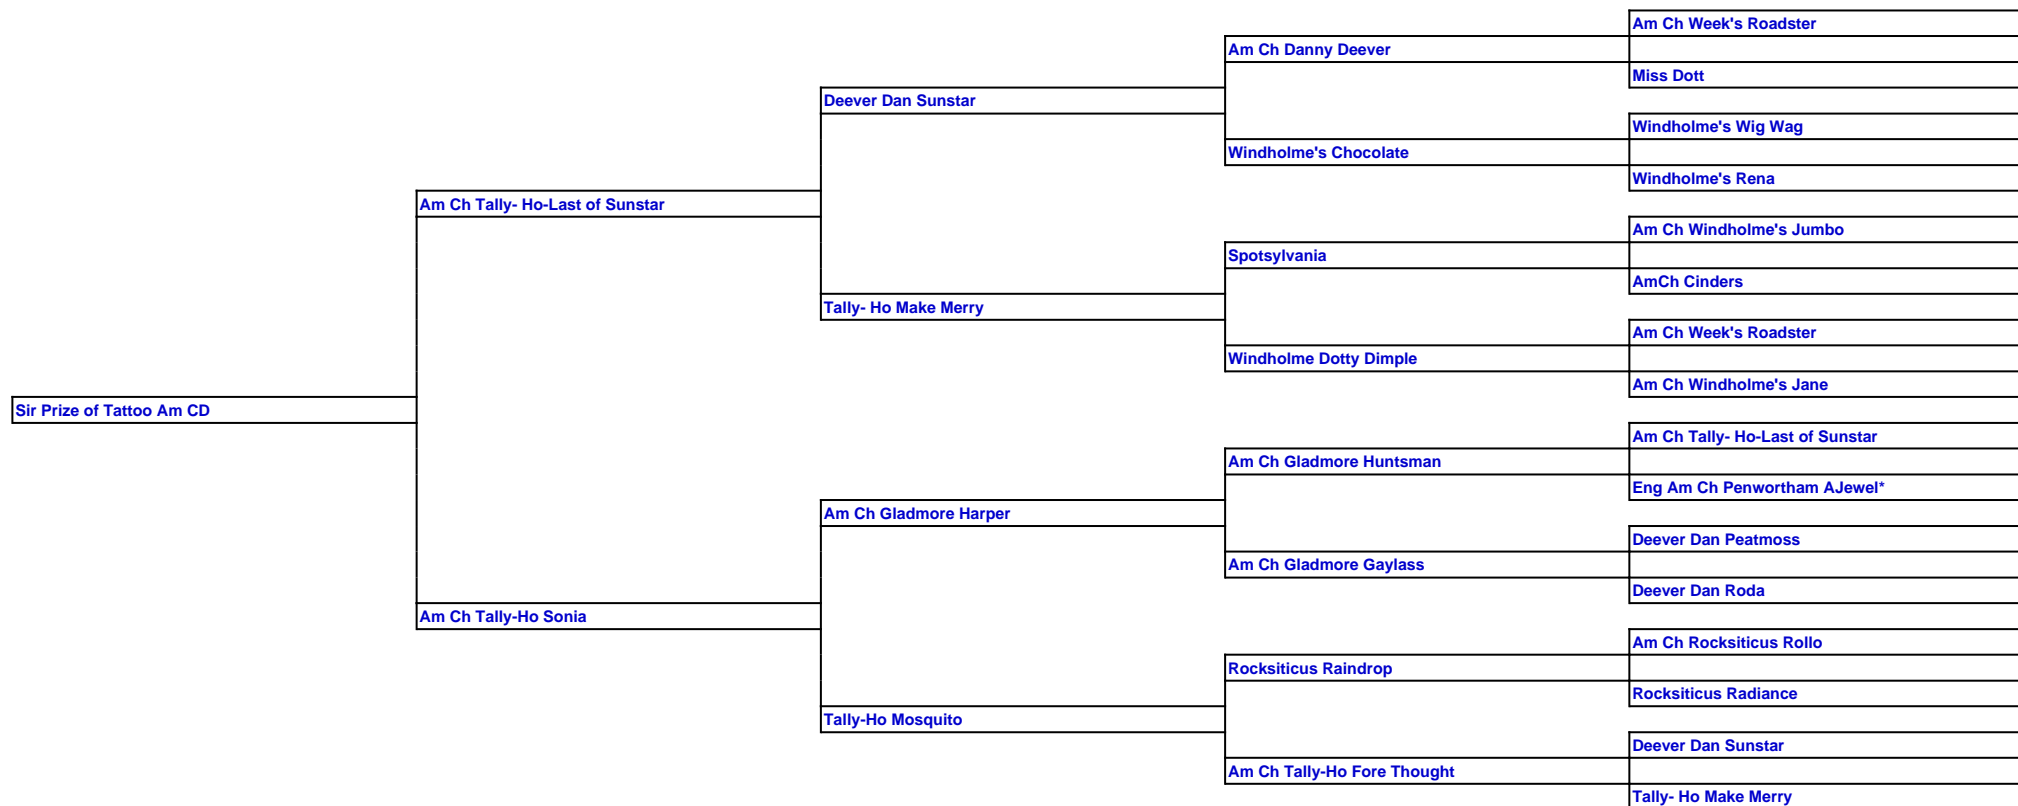 Am Ch Week's Roadster
Am Ch Danny Deever
Miss Dott
Deever Dan Sunstar
Windholme's Wig Wag
Windholme's Chocolate
Windholme's Rena
Am Ch Tally- Ho-Last of Sunstar
Am Ch Windholme's Jumbo
Spotsylvania
AmCh Cinders
Tally- Ho Make Merry
Am Ch Week's Roadster
Windholme Dotty Dimple
Am Ch Windholme's Jane
Sir Prize of Tattoo Am CD
Am Ch Tally- Ho-Last of Sunstar
Am Ch Gladmore Huntsman
Eng Am Ch Penwortham AJewel*
Am Ch Gladmore Harper
Deever Dan Peatmoss
Am Ch Gladmore Gaylass
Deever Dan Roda
Am Ch Tally-Ho Sonia
Am Ch Rocksiticus Rollo
Rocksiticus Raindrop
Rocksiticus Radiance
Tally-Ho Mosquito
Deever Dan Sunstar
Am Ch Tally-Ho Fore Thought
Tally- Ho Make Merry